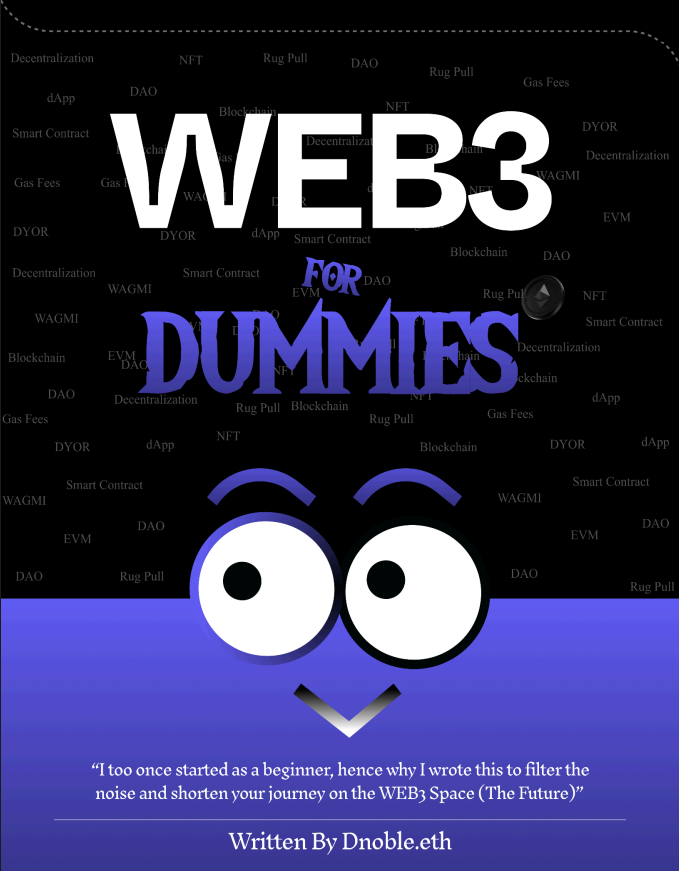 Decentralization NFT Rug Pull DAO Rug Pull Gas Fees
dApp DAO Blockchain NFT
Smart Contract DYOR
Decentralization
WEB3
Gas Fees WAGMI
EVM
DYOR DYOR dApp Smart Contract
Blockchain DAO
Decentralization Smart Contract
FOR
DAO
WAGMI EVM NFT
WAGMI Smart Contract
DUMMIES
Decentralization
Blockchain EVM
DAO Decentralization dApp
Rug Pull Blockchain Gas Fees
Gas Fees Rug Pull
DYOR dApp NFT Blockchain DYOR dApp
Smart Contract Smart Contract
WAGMI WAGMI
EVM DAO EVM DAO
DAO Rug Pull DAO Rug Pull
“I too once started as a beginner, hence why I wrote this to filter the
noise and shorten your journey on the WEB3 Space (The Future)”
Written By Dnoble.eth